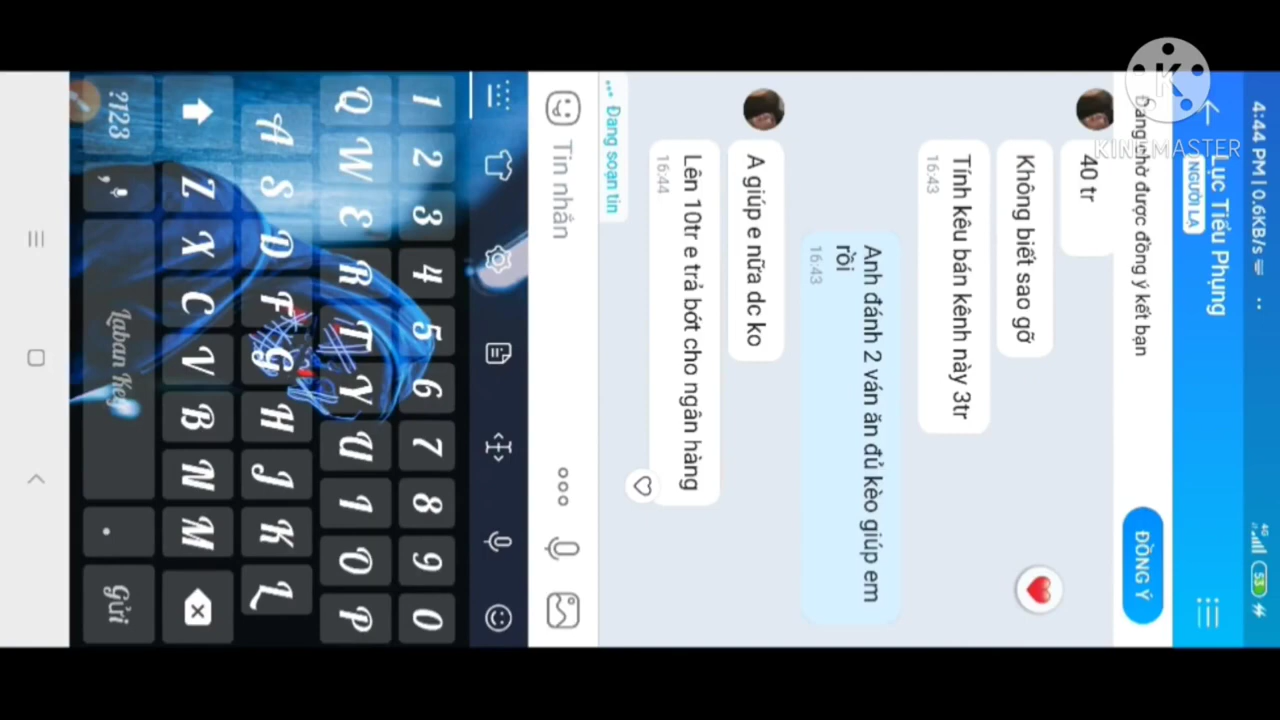 4:44 PM | 0.6KB/s
4G
53
Lục Tiểu Phụng
NGƯỜI LẠ
Đang chờ được đồng ý kết bạn
ĐỒNG Ý
K
KINEMASTER
40 tr
Không biết sao gỡ
Tính kêu bán kênh này 3tr
16:43
Anh đánh 2 ván ăn đủ kèo giúp em
rồi
16:43
A giúp e nữa dc ko
Lên 10tr e trả bớt cho ngân hàng
16:44
Đang soạn tin
Tin nhắn
1 2 3 4 5 6 7 8 9 0
Q W E R T Y U I O P
A S D F G H J K L
Z X C V B N M
?123 , Laban Key . Gửi